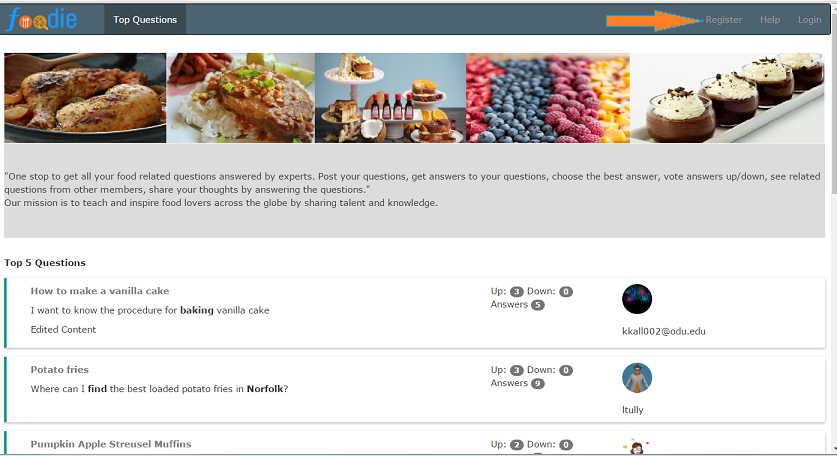 foodie
Top Questions
Register
Help
Login
"One stop to get all your food related questions answered by experts. Post your questions, get answers to your questions, choose the best answer, vote answers up/down, see related
questions from other members, share your thoughts by answering the questions."
Our mission is to teach and inspire food lovers across the globe by sharing talent and knowledge.
Top 5 Questions
How to make a vanilla cake
I want to know the procedure for baking vanilla cake
Edited Content
Up: 3 Down: 0
Answers 5
kkall002@odu.edu
Potato fries
Where can I find the best loaded potato fries in Norfolk?
Up: 3 Down: 0
Answers 9
ltully
Pumpkin Apple Streusel Muffins
Up: 2 Down: 0